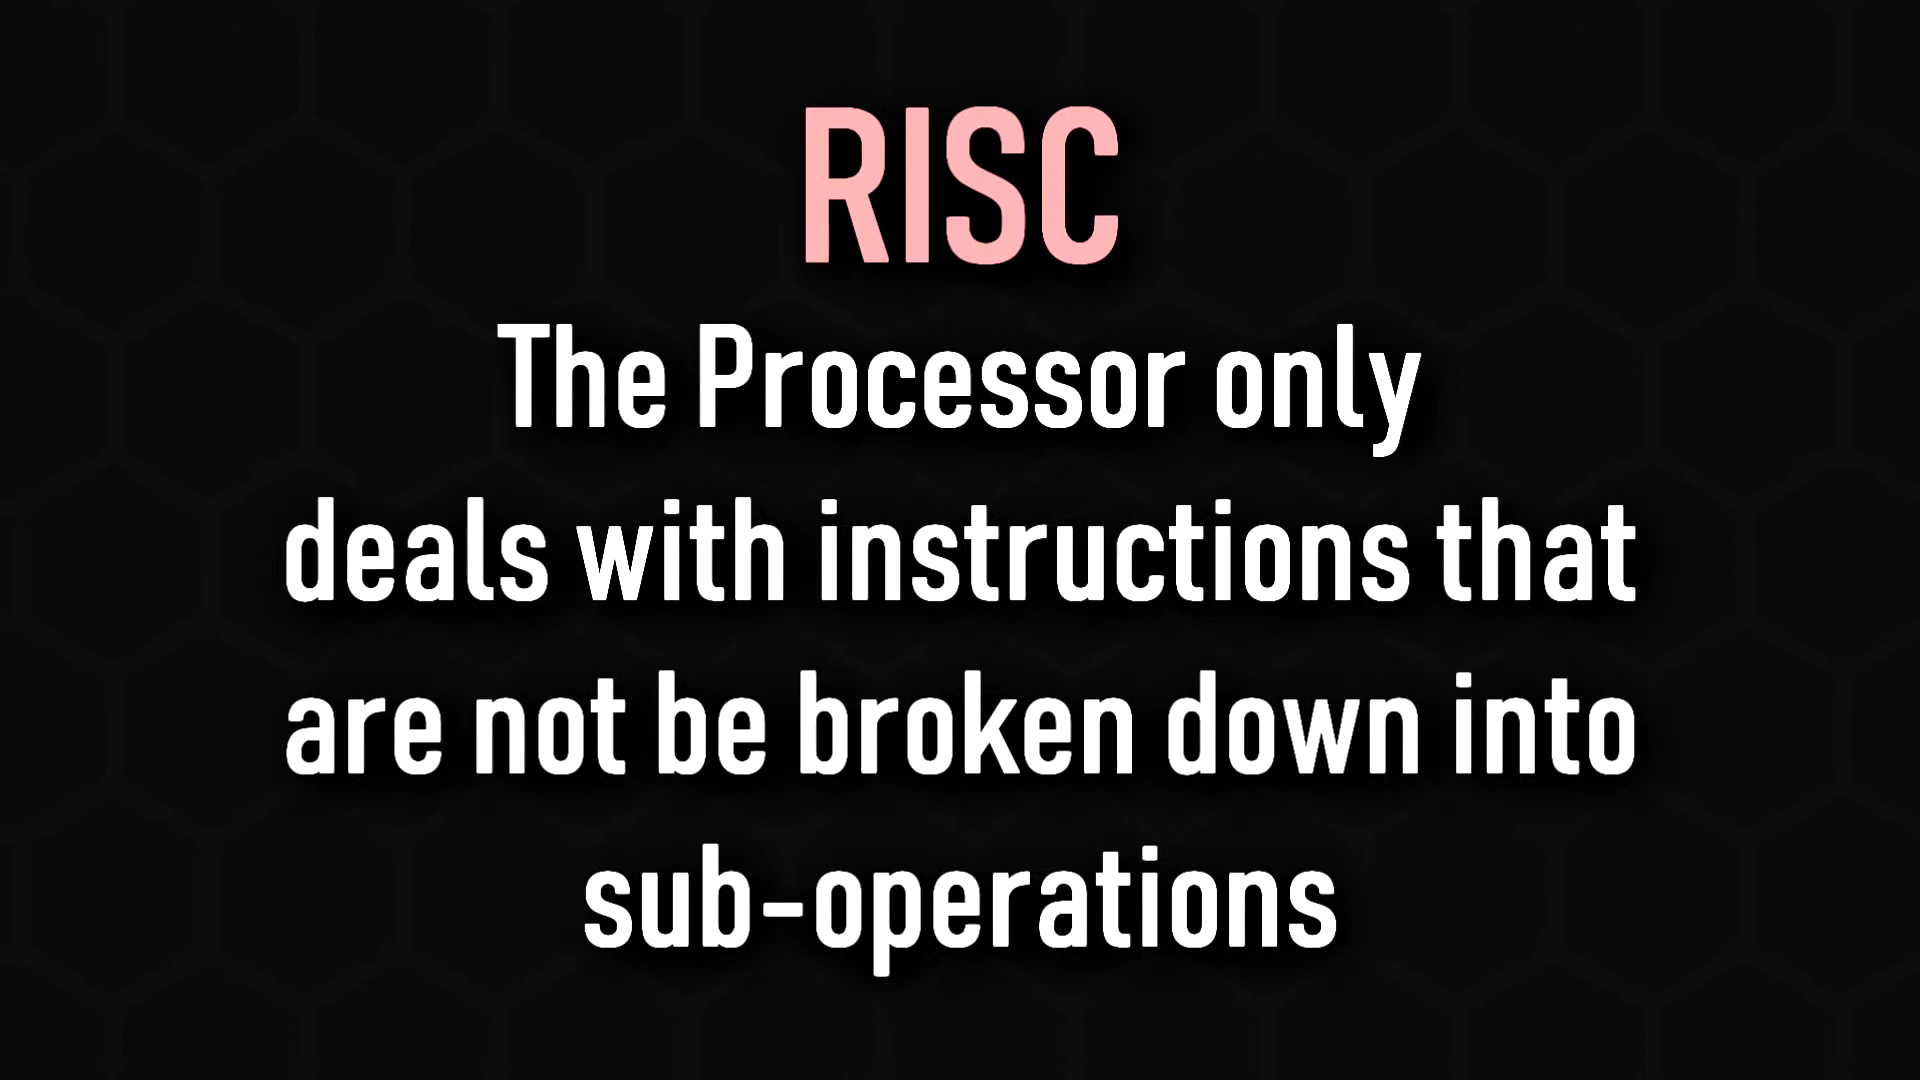 RISC
The Processor only
deals with instructions that
are not be broken down into
sub-operations